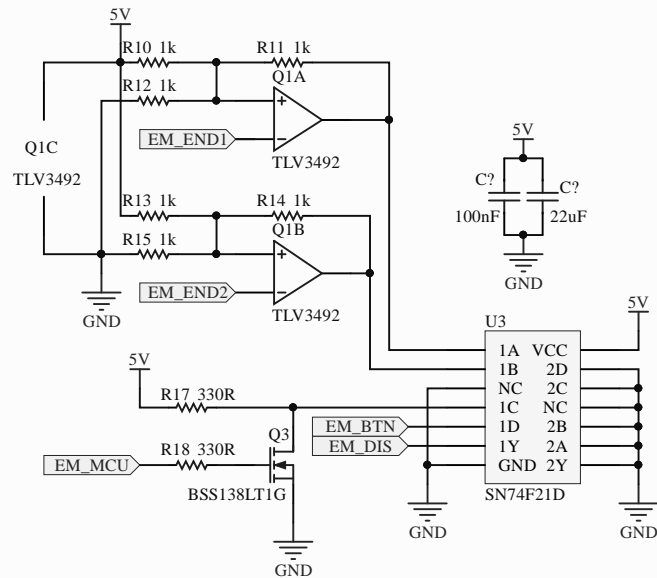 5V
R10 1k
R11 1k
Q1A
R12 1k
EM_END1
TLV3492
Q1C
TLV3492
R13 1k
R14 1k
Q1B
R15 1k
EM_END2
TLV3492
GND
5V
C?
C?
100nF
22uF
GND
5V
R17 330R
Q3
EM_MCU
R18 330R
BSS138LT1G
GND
EM_BTN
EM_DIS
U3
5V
1A VCC
1B 2D
NC 2C
1C NC
1D 2B
1Y 2A
GND 2Y
SN74F21D
GND
GND